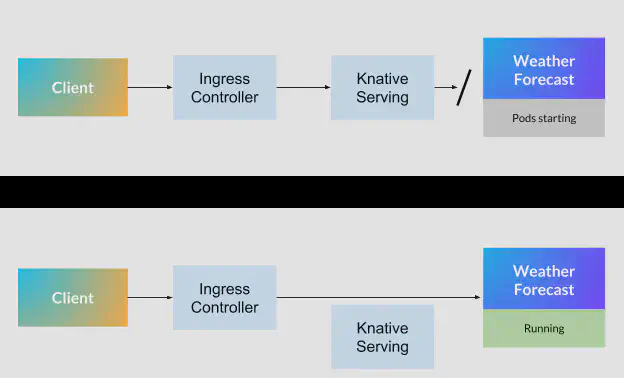 Client
Ingress
Controller
Knative
Serving
Weather
Forecast
Pods starting
Client
Ingress
Controller
Knative
Serving
Weather
Forecast
Running